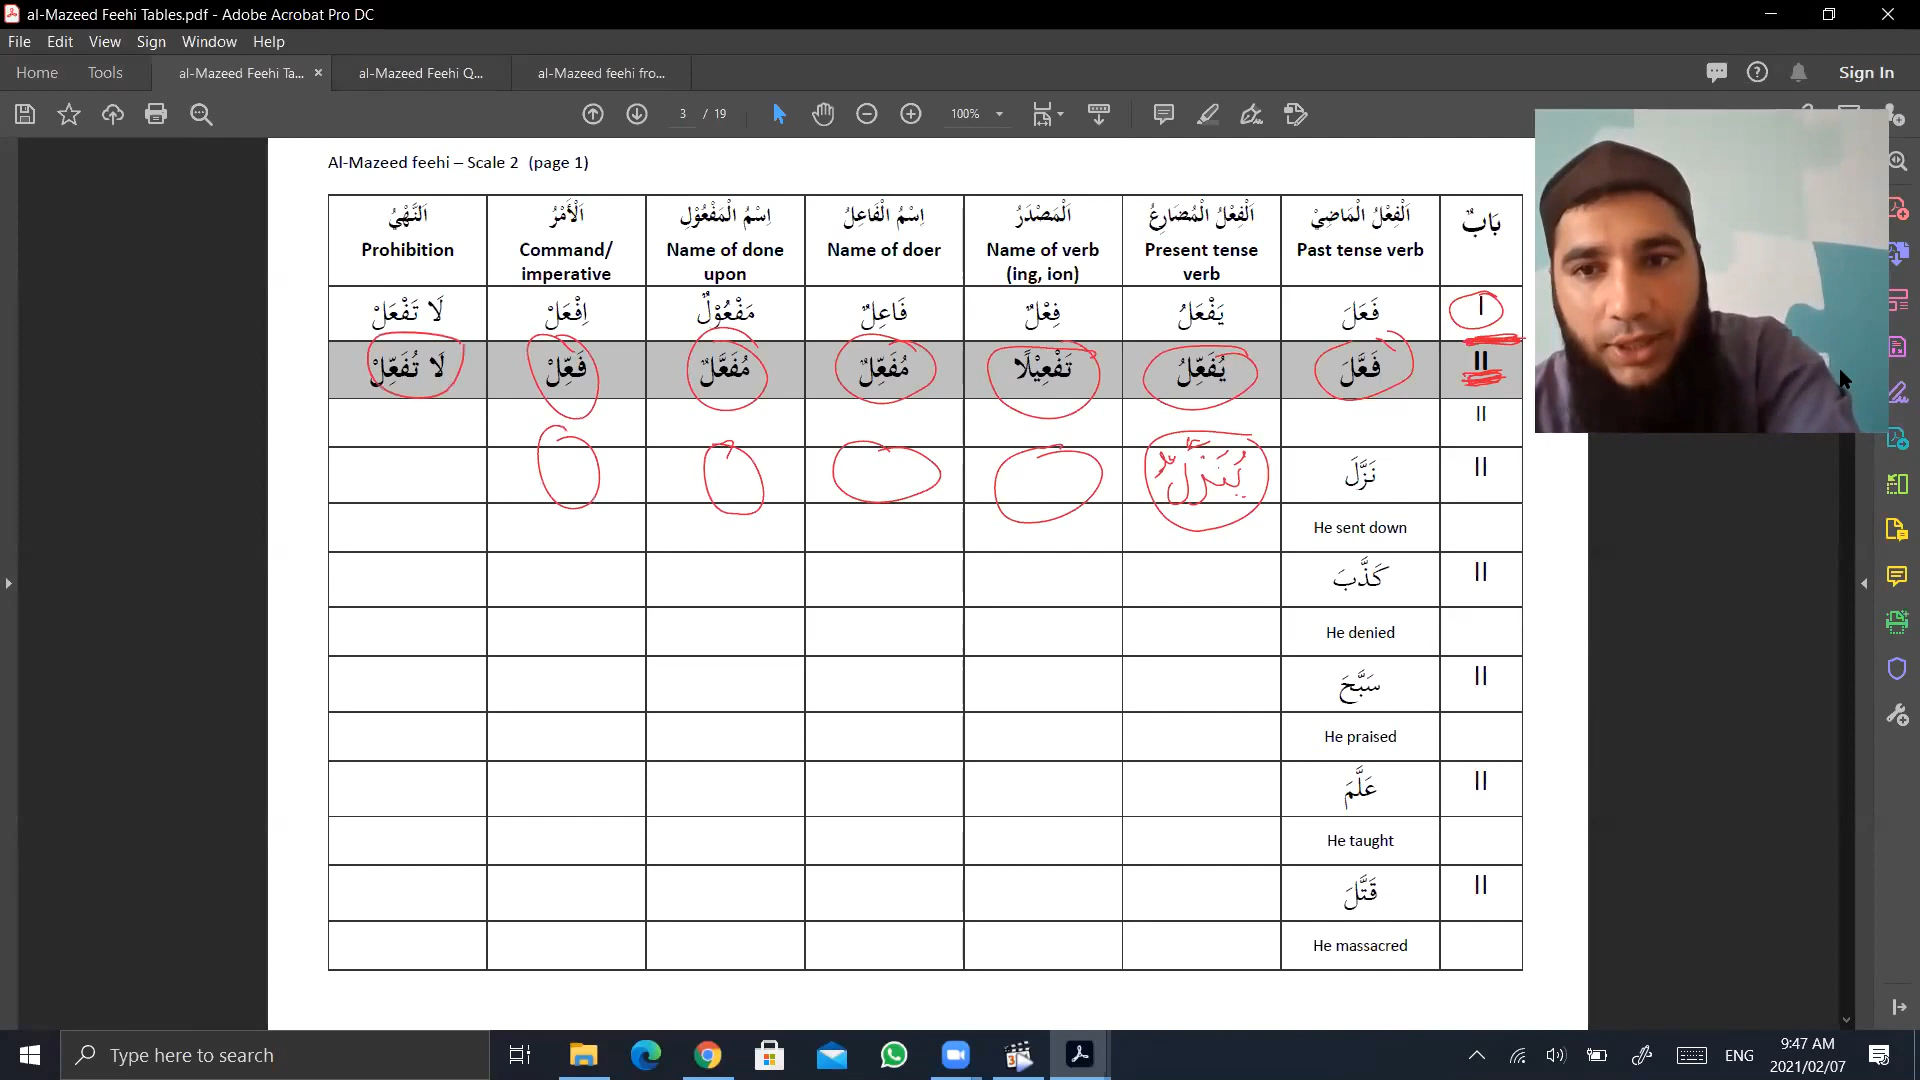 al-Mazeed Feehi Tables.pdf - Adobe Acrobat Pro DC
File Edit View Sign Window Help
Home Tools al-Mazeed Feehi Ta... × al-Mazeed Feehi Q... al-Mazeed feehi fro... Sign In
3 / 19 100%
Al-Mazeed feehi – Scale 2 (page 1)
بَابٌ اَلْفِعْلُ الْمَاضِيْ اَلْفِعْلُ الْمُضَارِعُ اَلْمَصْدَرُ اِسْمُ الْفَاعِلُ اِسْمُ الْمَفْعُوْلِ اَلْأَمْرُ اَلنَّهْيُ
Prohibition Command/ Name of done Name of doer Name of verb Present tense Past tense verb
imperative upon (ing, ion) verb
I فَعَلَ يَفْعَلُ فِعْلٌ فَاعِلٌ مَفْعُوْلٌ اِفْعَلْ لَا تَفْعَلْ
II فَعَّلَ يُفَعِّلُ تَفْعِيْلًا مُفَعِّلٌ مُفَعَّلٌ فَعِّلْ لَا تُفَعِّلْ
II
II نَزَّلَ يُنَزِّلُ
He sent down
II كَذَّبَ
He denied
II سَبَّحَ
He praised
II عَلَّمَ
He taught
II قَتَّلَ
He massacred
Type here to search
ENG
9:47 AM
2021/02/07